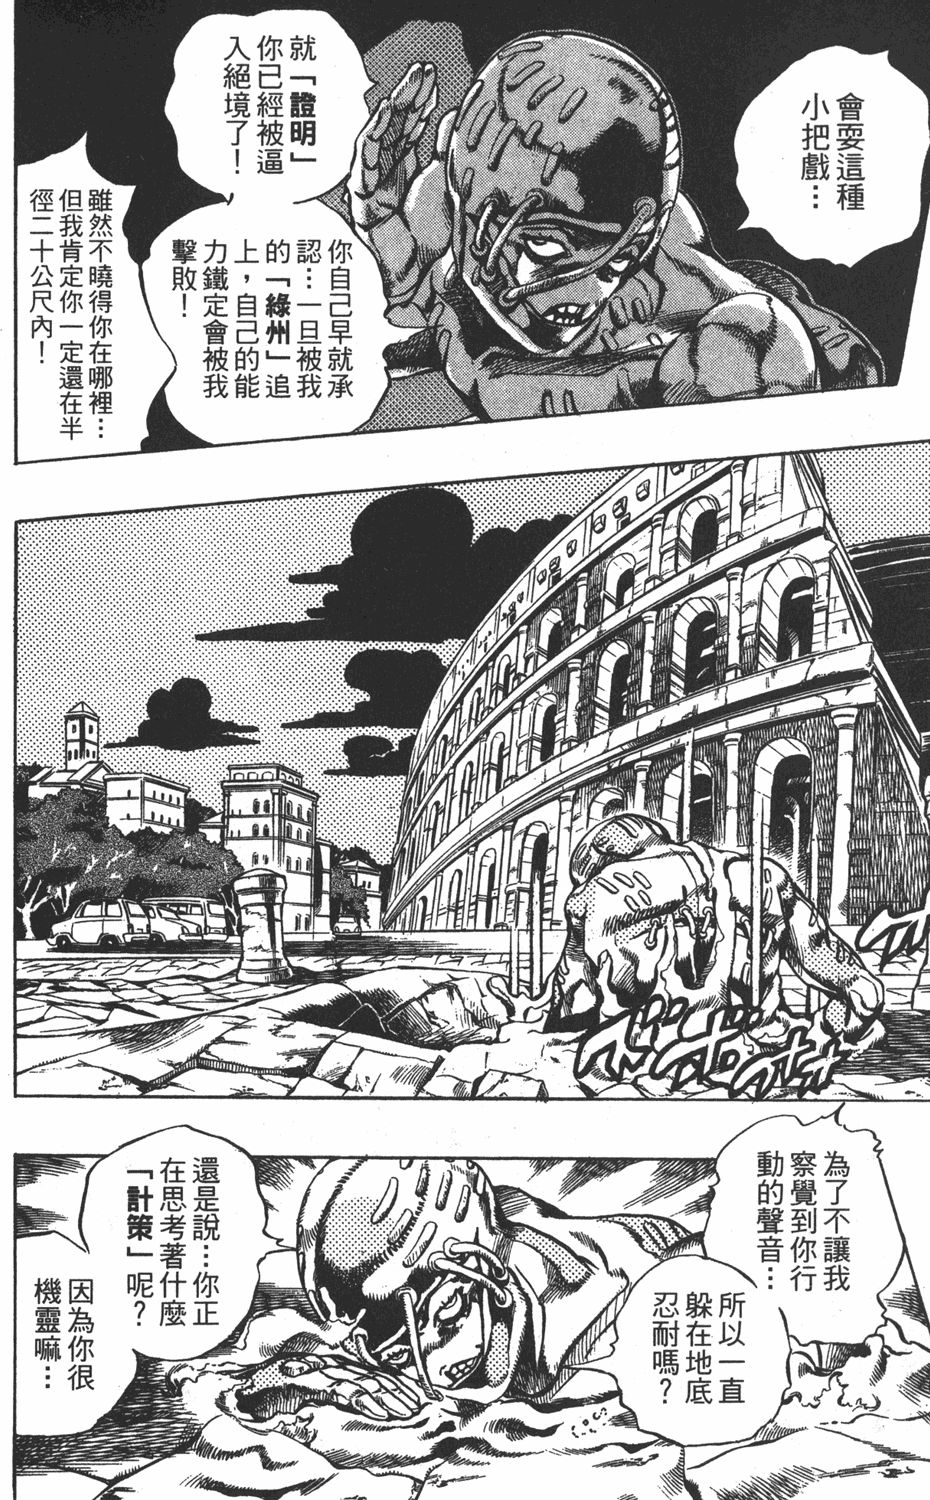 會耍這種
小把戲…
就「證明」
你已經被逼
入絕境了！
你自己早就承
認…一旦被我
的「綠州」追
上，自己的能
力鐵定會被我
擊敗！
雖然不曉得你在哪裡…
但我肯定你一定還在半
徑二十公尺內！
ズズズォォ
為了不讓我
察覺到你行
動的聲音…
所以一直
躲在地底
忍耐嗎？
還是說…你正
在思考著什麼
「計策」呢？
因為你很
機靈嘛…